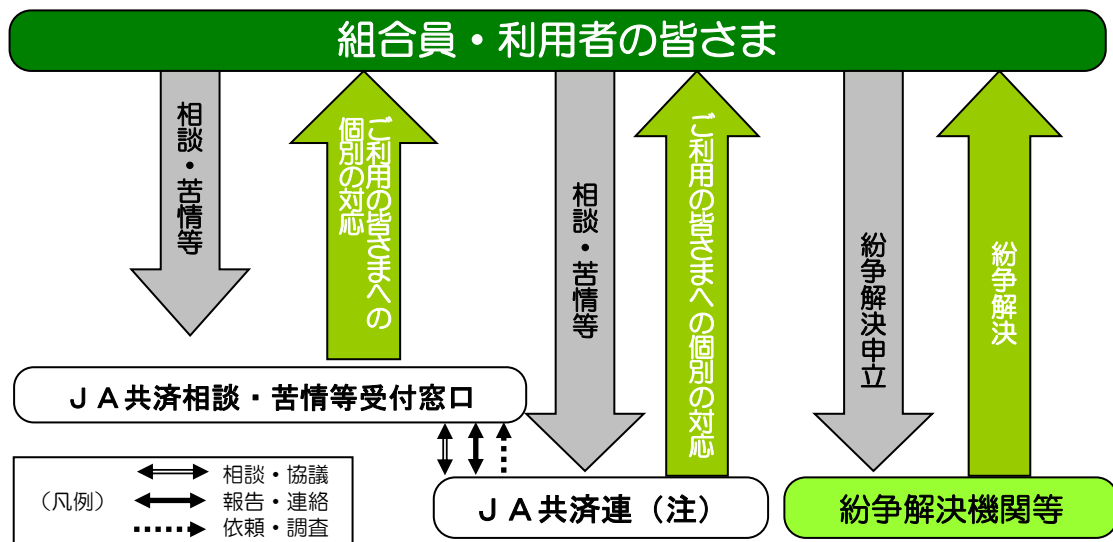 組合員・利用者の皆さま
相談・苦情等
ご利用の皆さまへの
個別の対応
相談・苦情等
ご利用の皆さまへの個別の対応
紛争解決申立
紛争解決
ＪＡ共済相談・苦情等受付窓口
ＪＡ共済連（注）
紛争解決機関等
（凡例）
相談・協議
報告・連絡
依頼・調査